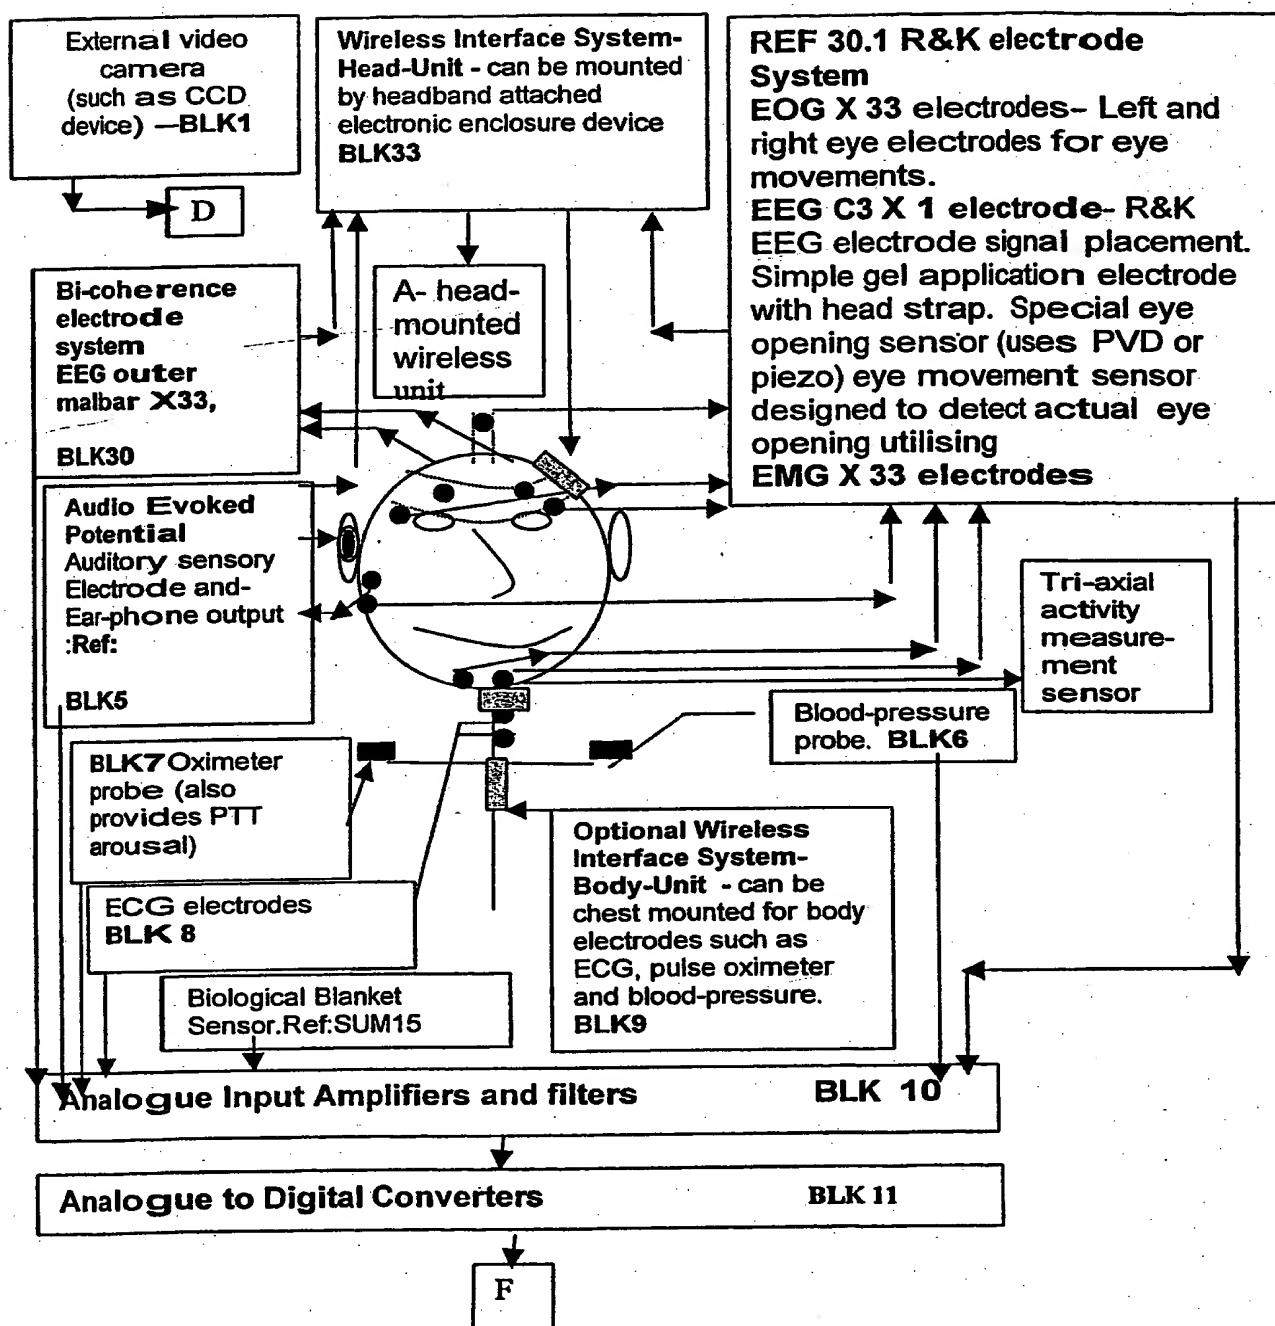 External video
camera
(such as CCD
device) —BLK1
D
Wireless Interface System-
Head-Unit - can be mounted
by headband attached
electronic enclosure device
BLK33
REF 30.1 R&K electrode
System
EOG X 33 electrodes– Left and
right eye electrodes for eye
movements.
EEG C3 X 1 electrode- R&K
EEG electrode signal placement.
Simple gel application electrode
with head strap. Special eye
opening sensor (uses PVD or
piezo) eye movement sensor
designed to detect actual eye
opening utilising
EMG X 33 electrodes
Bi-coherence
electrode
system
EEG outer
malbar X33,
BLK30
A- head-
mounted
wireless
unit
Audio Evoked
Potential
Auditory sensory
Electrode and-
Ear-phone output
:Ref:
BLK5
Tri-axial
activity
measure-
ment
sensor
Blood-pressure
probe. BLK6
BLK7 Oximeter
probe (also
provides PTT
arousal)
ECG electrodes
BLK 8
Optional Wireless
Interface System-
Body-Unit - can be
chest mounted for body
electrodes such as
ECG, pulse oximeter
and blood-pressure.
BLK9
Biological Blanket
Sensor.Ref:SUM15
Analogue Input Amplifiers and filters BLK 10
Analogue to Digital Converters BLK 11
F